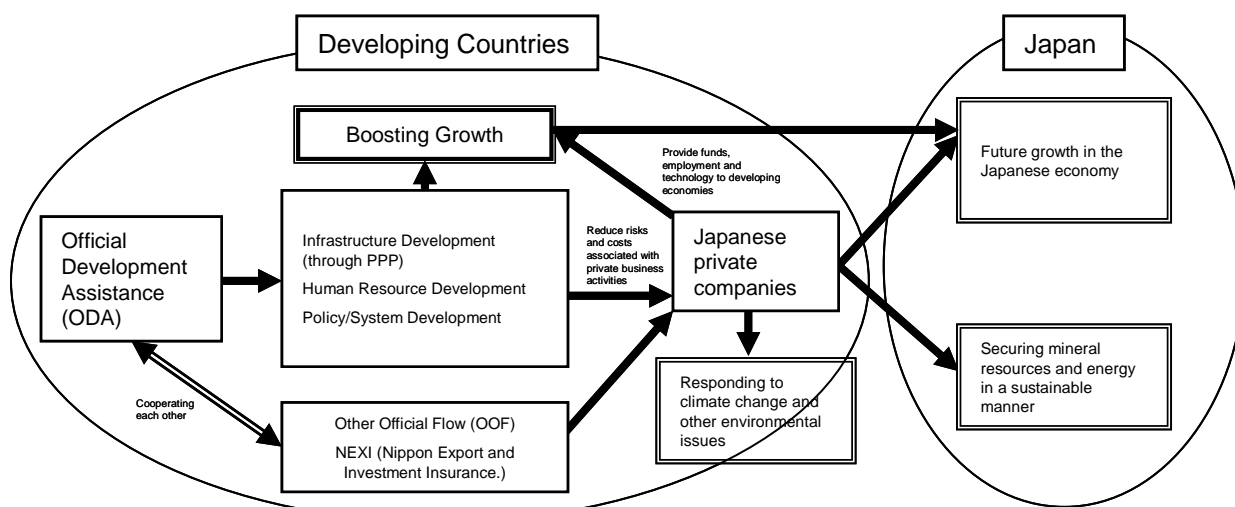 Developing Countries
Japan
Boosting Growth
Provide funds,
employment and
technology to developing
economies
Future growth in the
Japanese economy
Official
Development
Assistance
(ODA)
Infrastructure Development
(through PPP)
Human Resource Development
Policy/System Development
Reduce risks
and costs
associated with
private business
activities
Japanese
private
companies
Cooperating
each other
Other Official Flow (OOF)
NEXI (Nippon Export and
Investment Insurance.)
Responding to
climate change and
other environmental
issues
Securing mineral
resources and energy
in a sustainable
manner